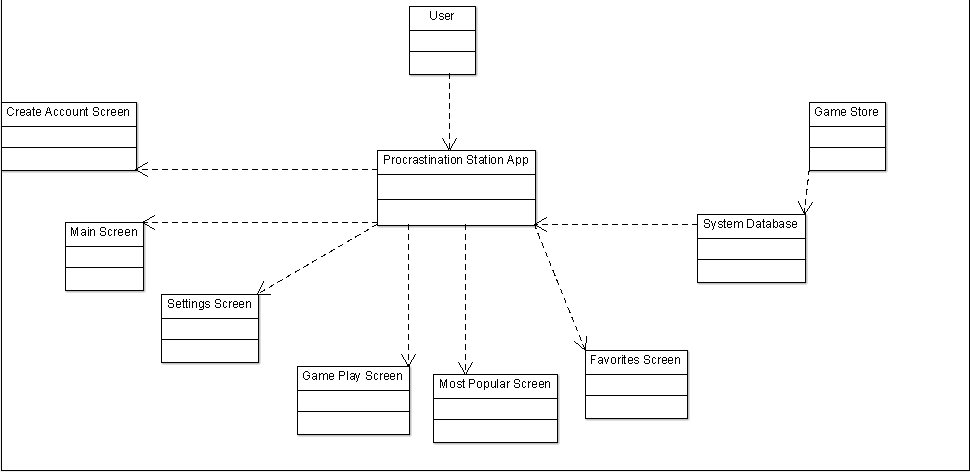 User
Create Account Screen
Game Store
Procrastination Station App
System Database
Main Screen
Settings Screen
Favorites Screen
Game Play Screen
Most Popular Screen